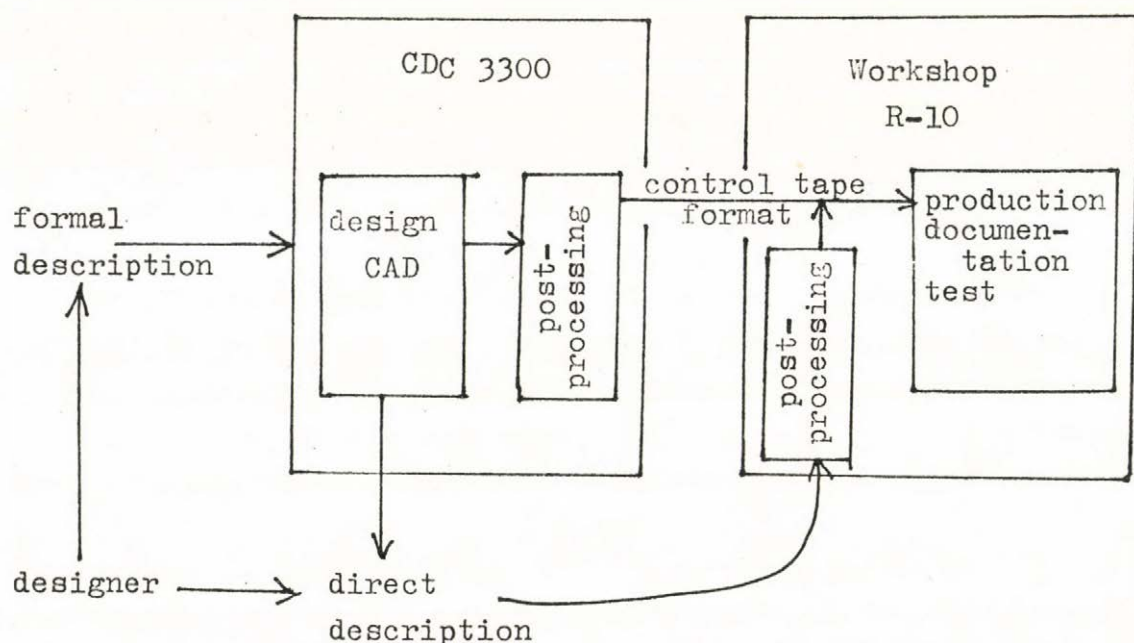 CDC 3300
Workshop
R-10
formal
description
design
CAD
post-
processing
control tape
format
post-
processing
production
documen-
tation
test
designer
direct
description